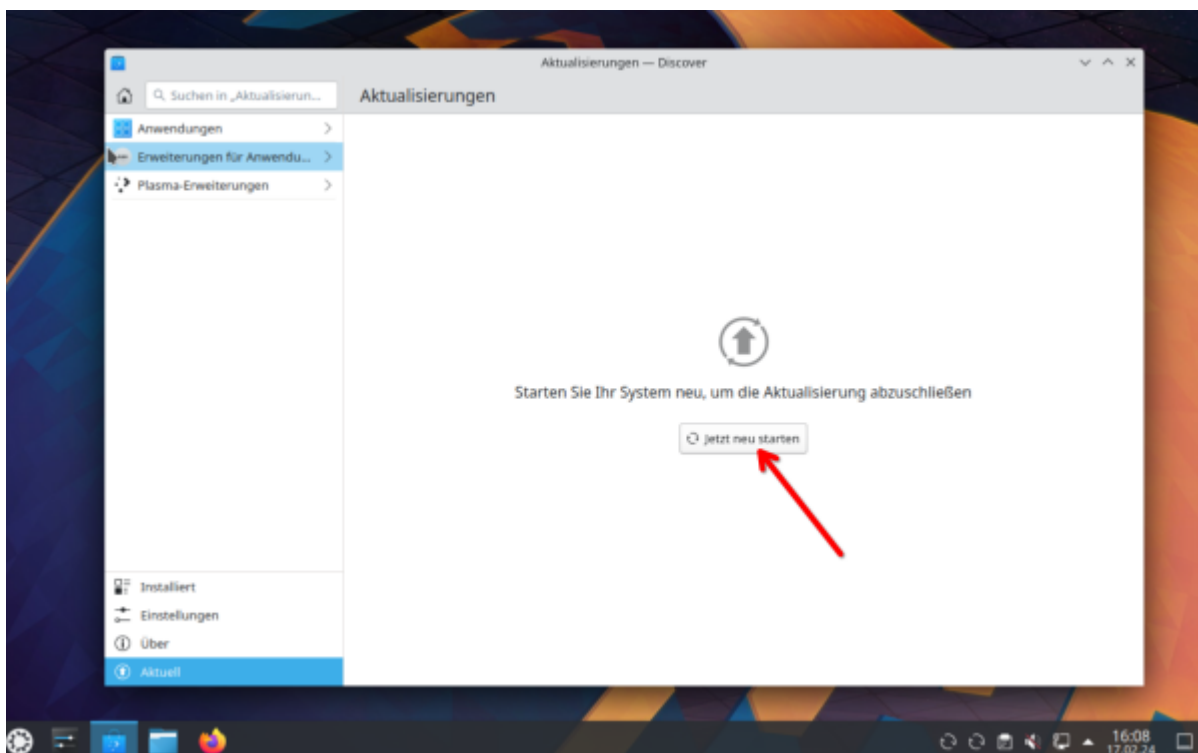 Aktualisierungen — Discover
Suchen in „Aktualisierun...
Aktualisierungen
Anwendungen
Erweiterungen für Anwendu...
Plasma-Erweiterungen
Starten Sie Ihr System neu, um die Aktualisierung abzuschließen
Jetzt neu starten
Installiert
Einstellungen
Über
Aktuell
16:08
17.02.24